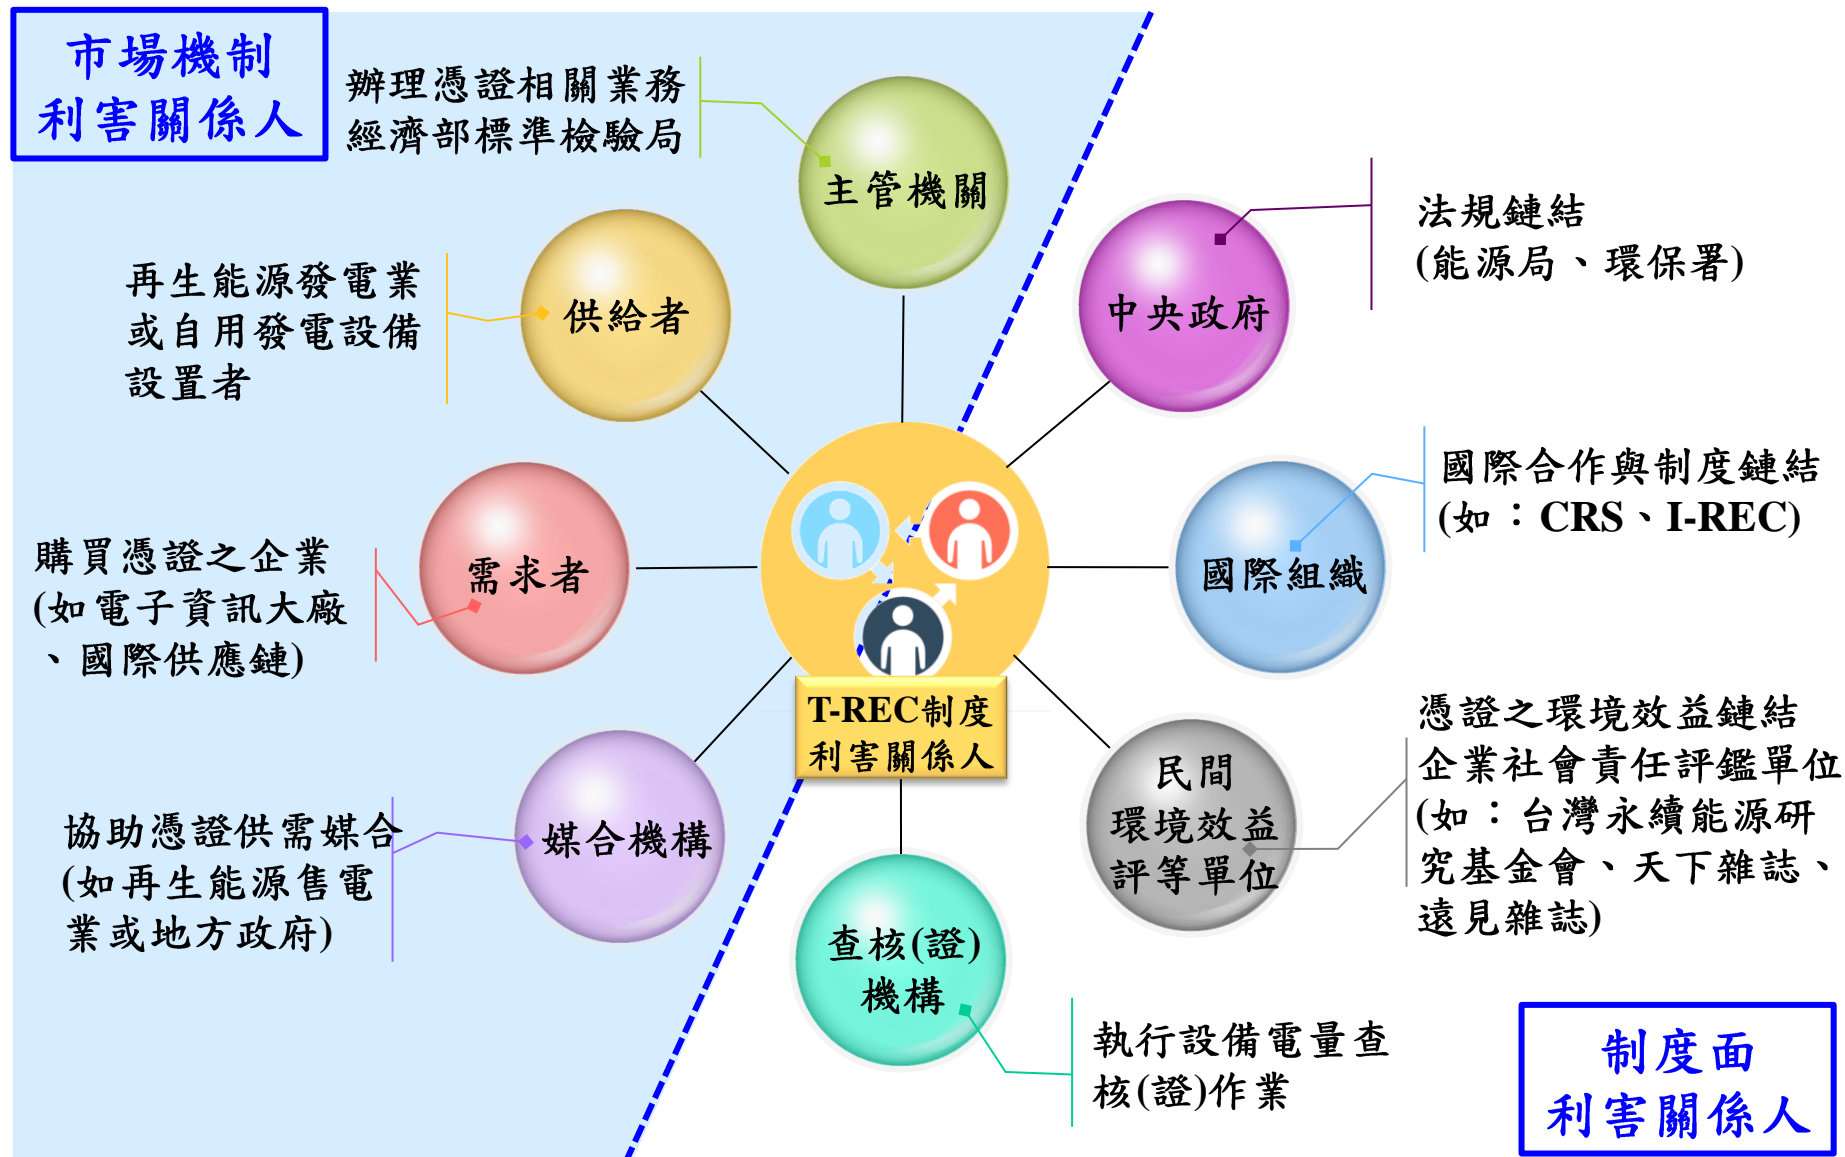 市場機制
利害關係人
辦理憑證相關業務
經濟部標準檢驗局
主管機關
再生能源發電業
或自用發電設備
設置者
供給者
購買憑證之企業
(如電子資訊大廠
、國際供應鏈)
需求者
協助憑證供需媒合
(如再生能源售電
業或地方政府)
媒合機構
T-REC制度
利害關係人
中央政府
法規鏈結
(能源局、環保署)
國際組織
國際合作與制度鏈結
(如：CRS、I-REC)
民間
環境效益
評等單位
憑證之環境效益鏈結
企業社會責任評鑑單位
(如：台灣永續能源研
究基金會、天下雜誌、
遠見雜誌)
查核(證)
機構
執行設備電量查
核(證)作業
制度面
利害關係人